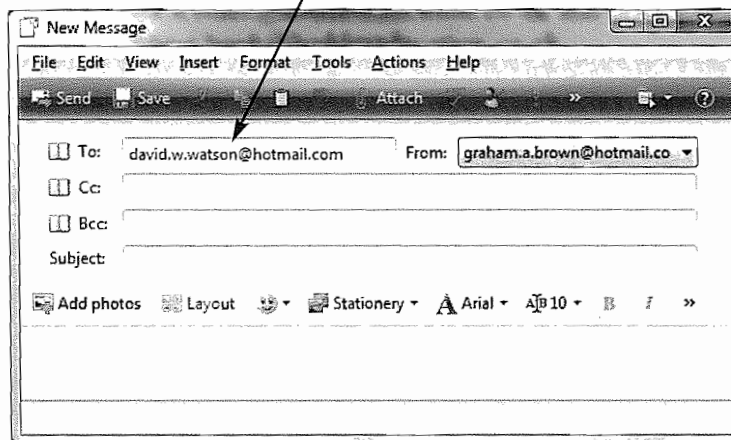 New Message
File Edit View Insert Format Tools Actions Help
Send Save Attach »
To: david.w.watson@hotmail.com From: graham.a.brown@hotmail.co
Cc:
Bcc:
Subject:
Add photos Layout Stationery Arial 10 B I »